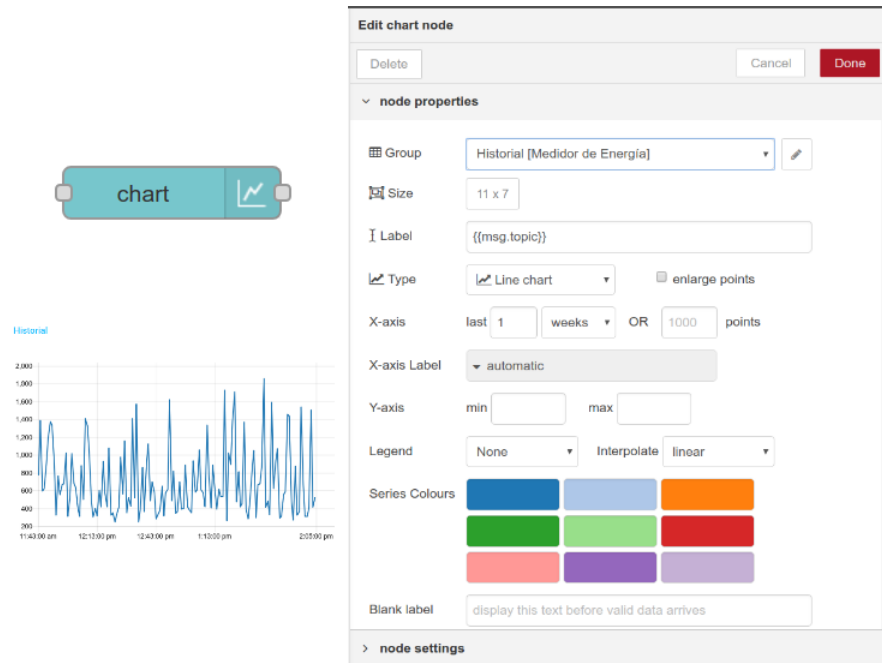 chart
Historial
2,000
1,800
1,600
1,400
1,200
1,000
800
600
400
200
11:43:00 am 12:13:00 pm 12:43:00 pm 1:13:00 pm 2:03:00 pm
Edit chart node
Delete Cancel Done
node properties
Group Historial [Medidor de Energía]
Size 11 x 7
Label {{msg.topic}}
Type Line chart enlarge points
X-axis last 1 weeks OR 1000 points
X-axis Label automatic
Y-axis min max
Legend None Interpolate linear
Series Colours
Blank label display this text before valid data arrives
node settings